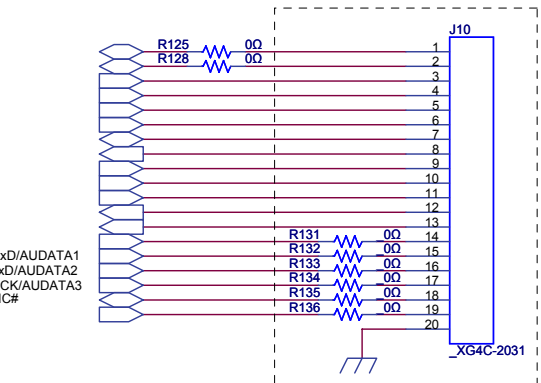 J10
R125 0Ω 1
R128 0Ω 2
3
4
5
6
7
8
9
10
11
12
13
R131 0Ω 14
xD/AUDATA1 R132 0Ω 15
xD/AUDATA2 R133 0Ω 16
CK/AUDATA3 R134 0Ω 17
IC# R135 0Ω 18
R136 0Ω 19
20
_XG4C-2031